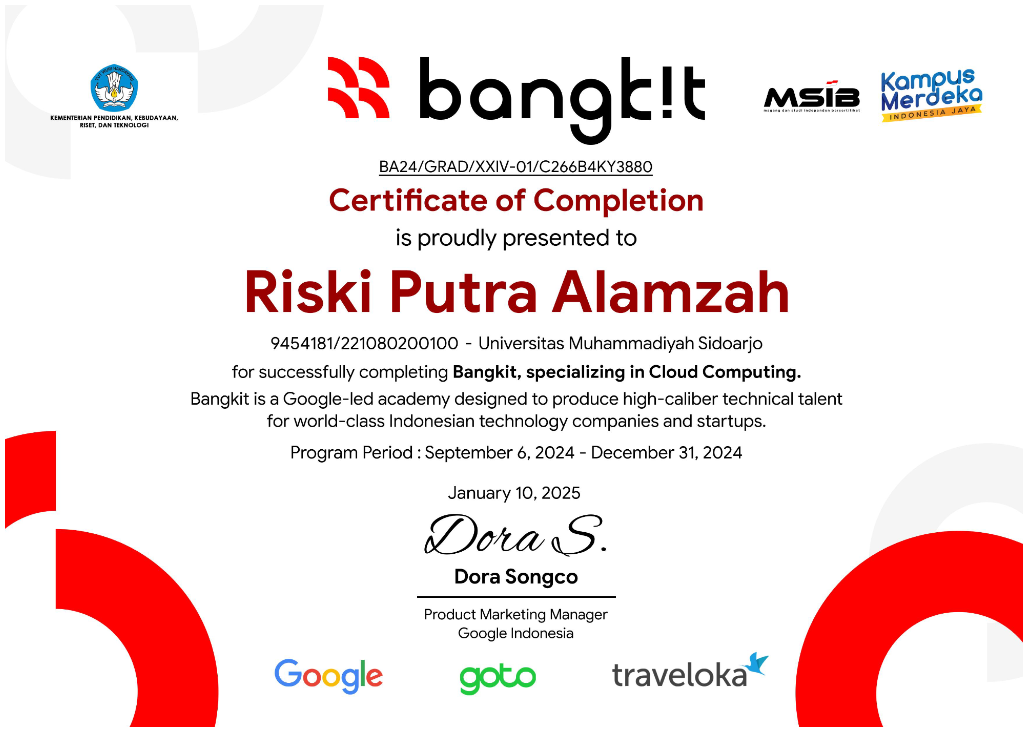 KEMENTERIAN PENDIDIKAN, KEBUDAYAAN,
RISET, DAN TEKNOLOGI
bangk!t
MSIB
magang dan studi independen bersertifikat
Kampus
Merdeka
INDONESIA JAYA
BA24/GRAD/XXIV-01/C266B4KY3880
Certificate of Completion
is proudly presented to
Riski Putra Alamzah
9454181/221080200100 - Universitas Muhammadiyah Sidoarjo
for successfully completing Bangkit, specializing in Cloud Computing.
Bangkit is a Google-led academy designed to produce high-caliber technical talent
for world-class Indonesian technology companies and startups.
Program Period : September 6, 2024 - December 31, 2024
January 10, 2025
Dora S.
Dora Songco
Product Marketing Manager
Google Indonesia
Google goto traveloka